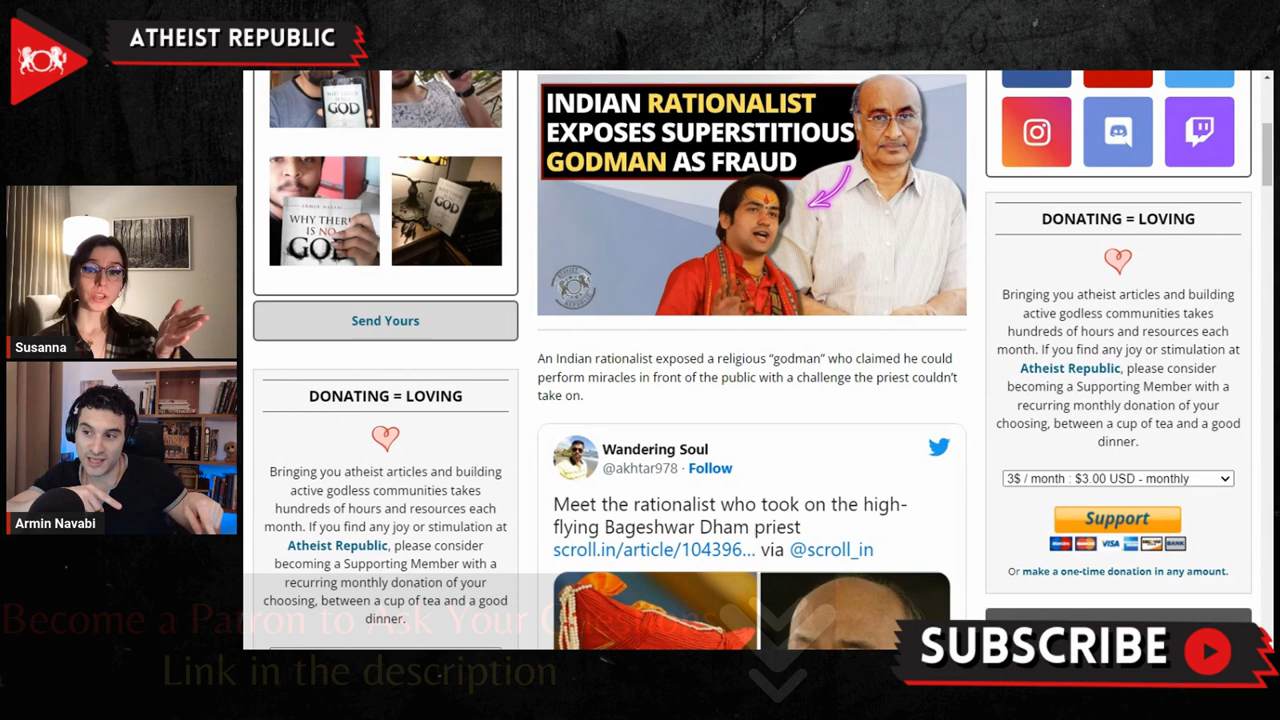 ATHEIST REPUBLIC
Susanna
Armin Navabi
GOD
GOD
ARMIN NAVABI
WHY THERE
IS NO
GOD
Send Yours
DONATING = LOVING
Bringing you atheist articles and building
active godless communities takes
hundreds of hours and resources each
month. If you find any joy or stimulation at
Atheist Republic, please consider
becoming a Supporting Member with a
recurring monthly donation of your
choosing, between a cup of tea and a good
dinner.
INDIAN RATIONALIST
EXPOSES SUPERSTITIOUS
GODMAN AS FRAUD
ATHEIST
REPUBLIC
An Indian rationalist exposed a religious “godman” who claimed he could
perform miracles in front of the public with a challenge the priest couldn’t
take on.
Wandering Soul
@akhtar978 · Follow
Meet the rationalist who took on the high-
flying Bageshwar Dham priest
scroll.in/article/104396... via @scroll_in
DONATING = LOVING
Bringing you atheist articles and building
active godless communities takes
hundreds of hours and resources each
month. If you find any joy or stimulation at
Atheist Republic, please consider
becoming a Supporting Member with a
recurring monthly donation of your
choosing, between a cup of tea and a good
dinner.
3$ / month : $3.00 USD - monthly
Support
VISA
BANK
Or make a one-time donation in any amount.
Become a Patron to Ask Your Questions
Link in the description
SUBSCRIBE